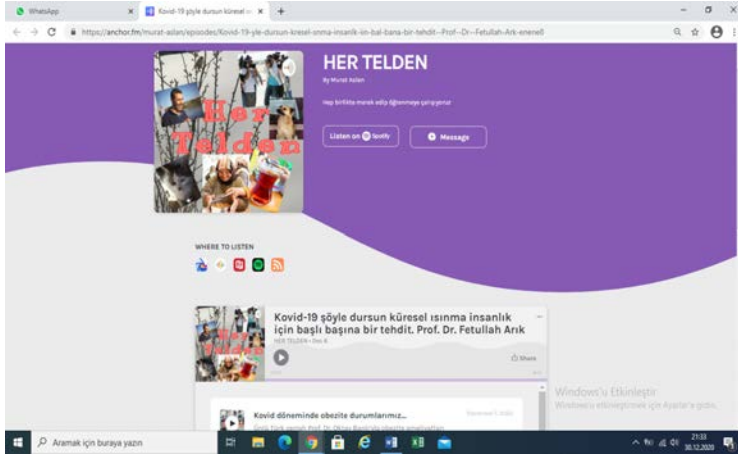 WhatsApp
Kovid-19 şöyle dursun küresel ı
https://anchor.fm/murat-aslan/episodes/Kovid-19-yle-dursun-kresel-snma-insanlk-iin-bal-bana-bir-tehdit--Prof--Dr--Fetullah-Ark-enene0
HER TELDEN
By Murat Aslan
Hep birlikte merak edip öğrenmeye çalışıyoruz
Listen on Spotify
Message
Her
Telden
WHERE TO LISTEN
Kovid-19 şöyle dursun küresel ısınma insanlık
için başlı başına bir tehdit. Prof. Dr. Fetullah Arık
HER TELDEN • Dec 6
Share
Kovid döneminde obezite durumlarımız...
Windows'u Etkinleştir
Windows'u etkinleştirmek için Ayarlar'a gidin.
Aramak için buraya yazın
21:33
30.12.2020